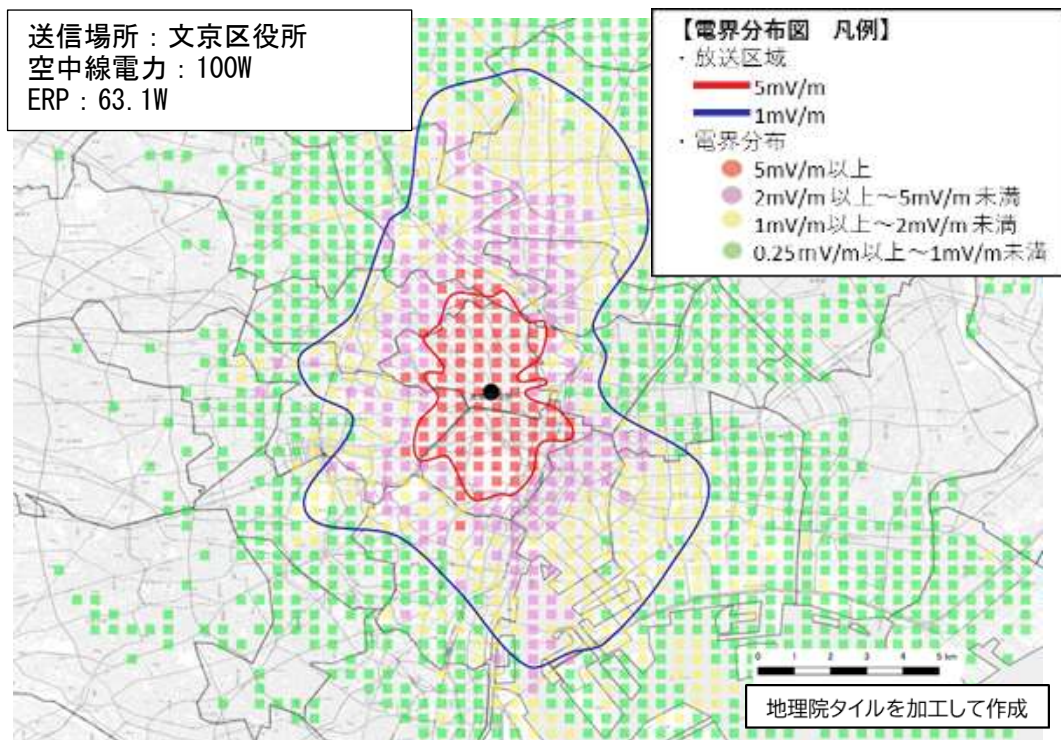 送信場所：文京区役所
空中線電力：100W
ERP：63.1W
【電界分布図　凡例】
・放送区域
5mV/m
1mV/m
・電界分布
5mV/m以上
2mV/m以上～5mV/m未満
1mV/m以上～2mV/m未満
0.25mV/m以上～1mV/m未満
0 1 2 3 4 5 km
地理院タイルを加工して作成